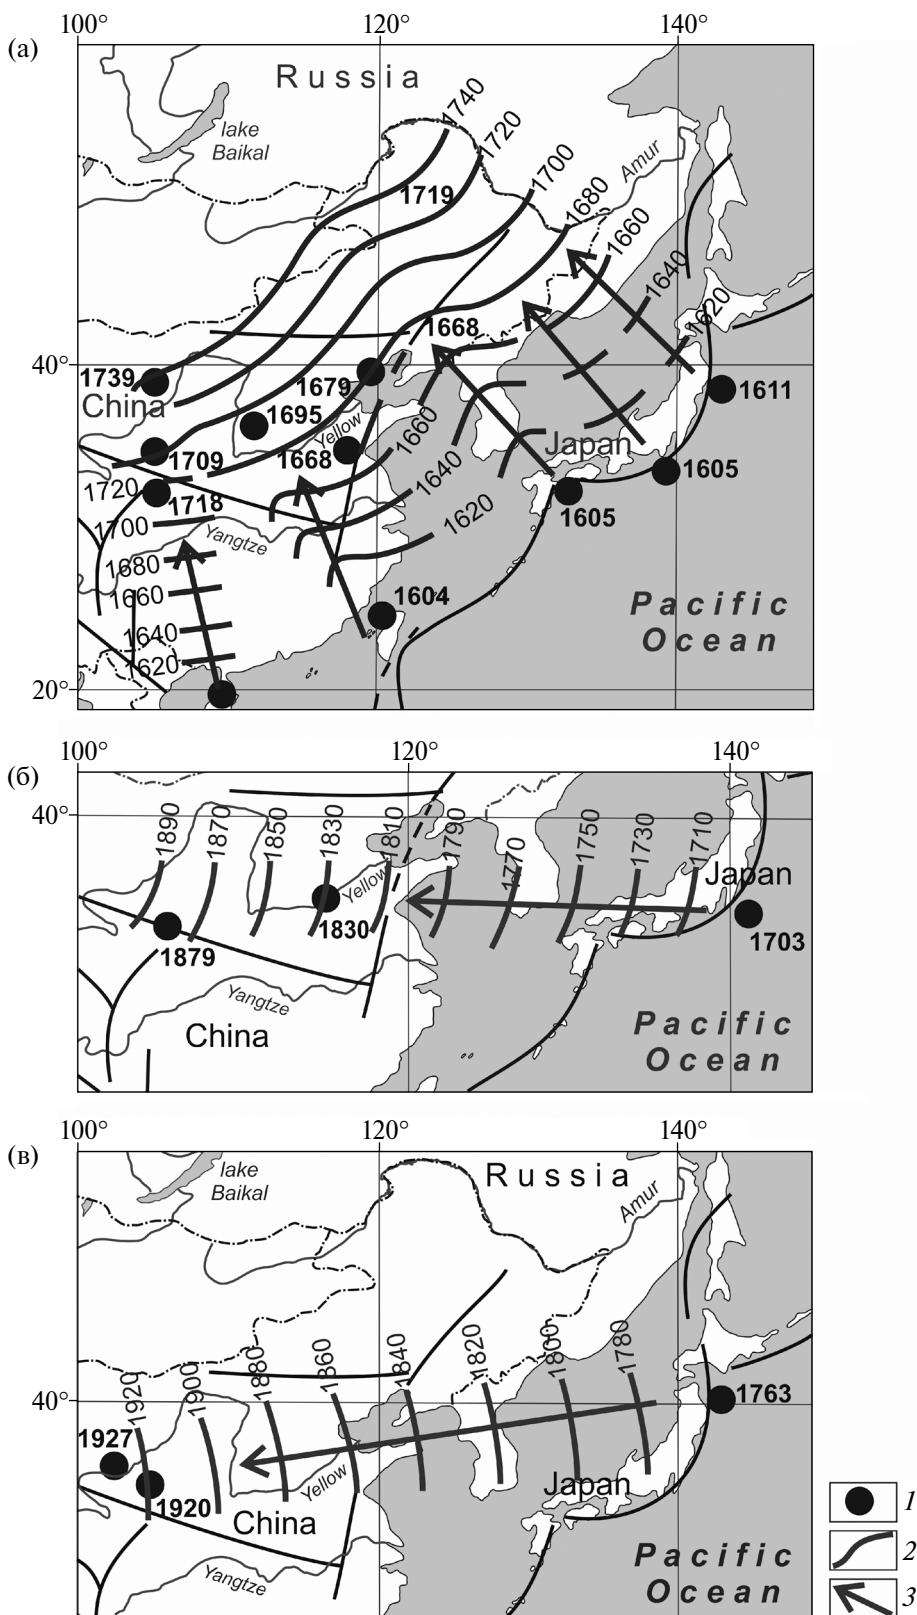 100° 120° 140°
(а)
Russia
1740
1720
lake
Baikal
1700
Amur
1719
1680
1660
1640
1620
1668
40°
1739
1679
1611
China
1695
Yellow
1660
1668
Japan
1709
1640
1605
1720
1718
1620
1605
1700
Yangtze
1680
1660
1604
Pacific
Ocean
1640
1620
20°
100° 120° 140°
(б)
40°
1890
1870
1850
1830
1810
1790
1770
1750
1730
1710
Japan
Yellow
1830
1703
1879
Yangtze
China
Pacific
Ocean
100° 120° 140°
(в)
lake
Baikal
Russia
Amur
1920
1900
1880
1860
1840
1820
1800
1780
40°
1763
1927
Yellow
Japan
1920
China
1
Pacific
Ocean
2
Yangtze
3